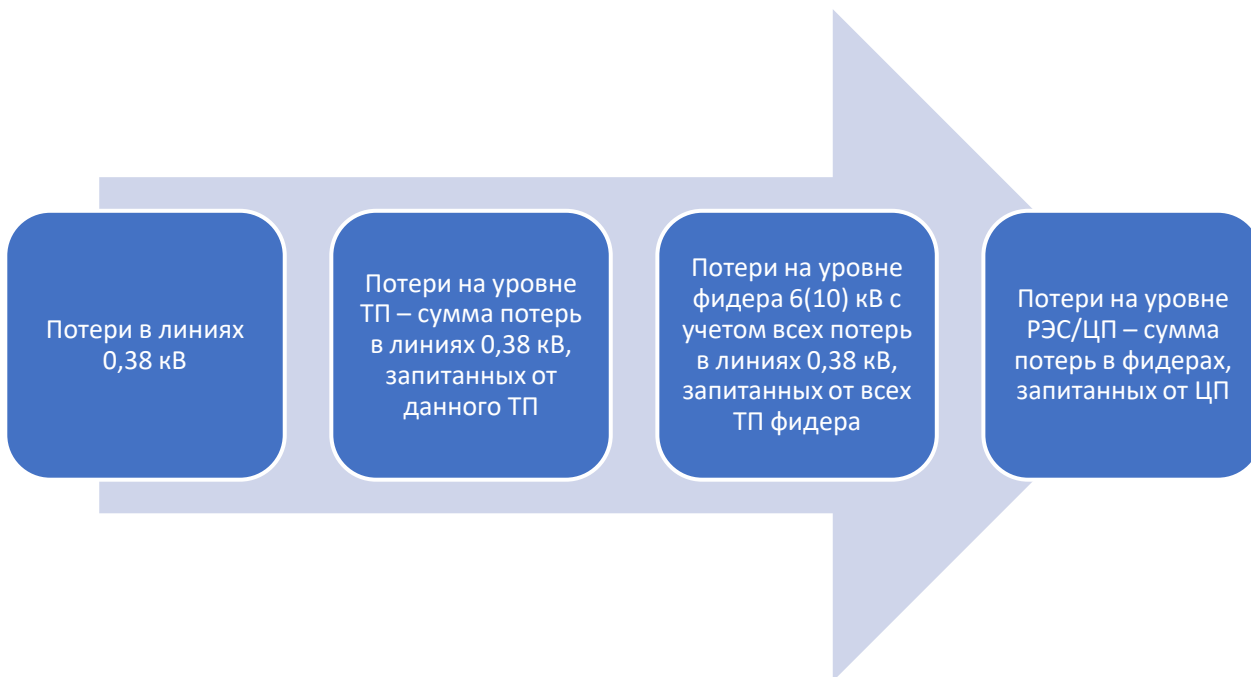 Потери в линиях
0,38 кВ
Потери на уровне
ТП – сумма потерь
в линиях 0,38 кВ,
запитанных от
данного ТП
Потери на уровне
фидера 6(10) кВ с
учетом всех потерь
в линиях 0,38 кВ,
запитанных от всех
ТП фидера
Потери на уровне
РЭС/ЦП – сумма
потерь в фидерах,
запитанных от ЦП